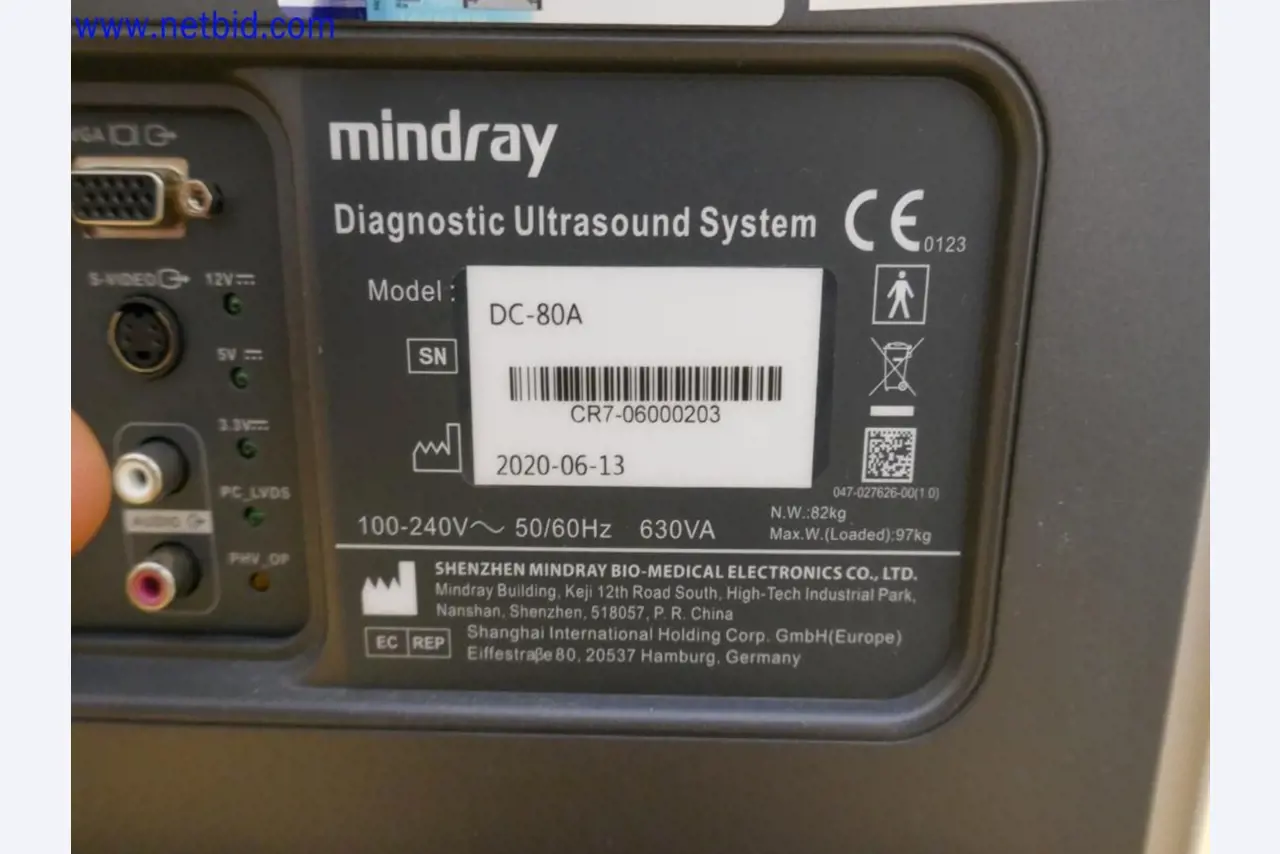 www.netbid.com
VGA
S-VIDEO
12V
5V
3.3V
PC_LVDS
AUDIO
PHV_OP
mindray
Diagnostic Ultrasound System
CE 0123
Model :
DC-80A
SN
CR7-06000203
2020-06-13
047-027626-00(1.0)
100-240V～ 50/60Hz 630VA
N.W.:82kg
Max.W.(Loaded):97kg
SHENZHEN MINDRAY BIO-MEDICAL ELECTRONICS CO., LTD.
Mindray Building, Keji 12th Road South, High-Tech Industrial Park,
Nanshan, Shenzhen, 518057, P. R. China
EC REP
Shanghai International Holding Corp. GmbH(Europe)
Eiffestraβe 80, 20537 Hamburg, Germany